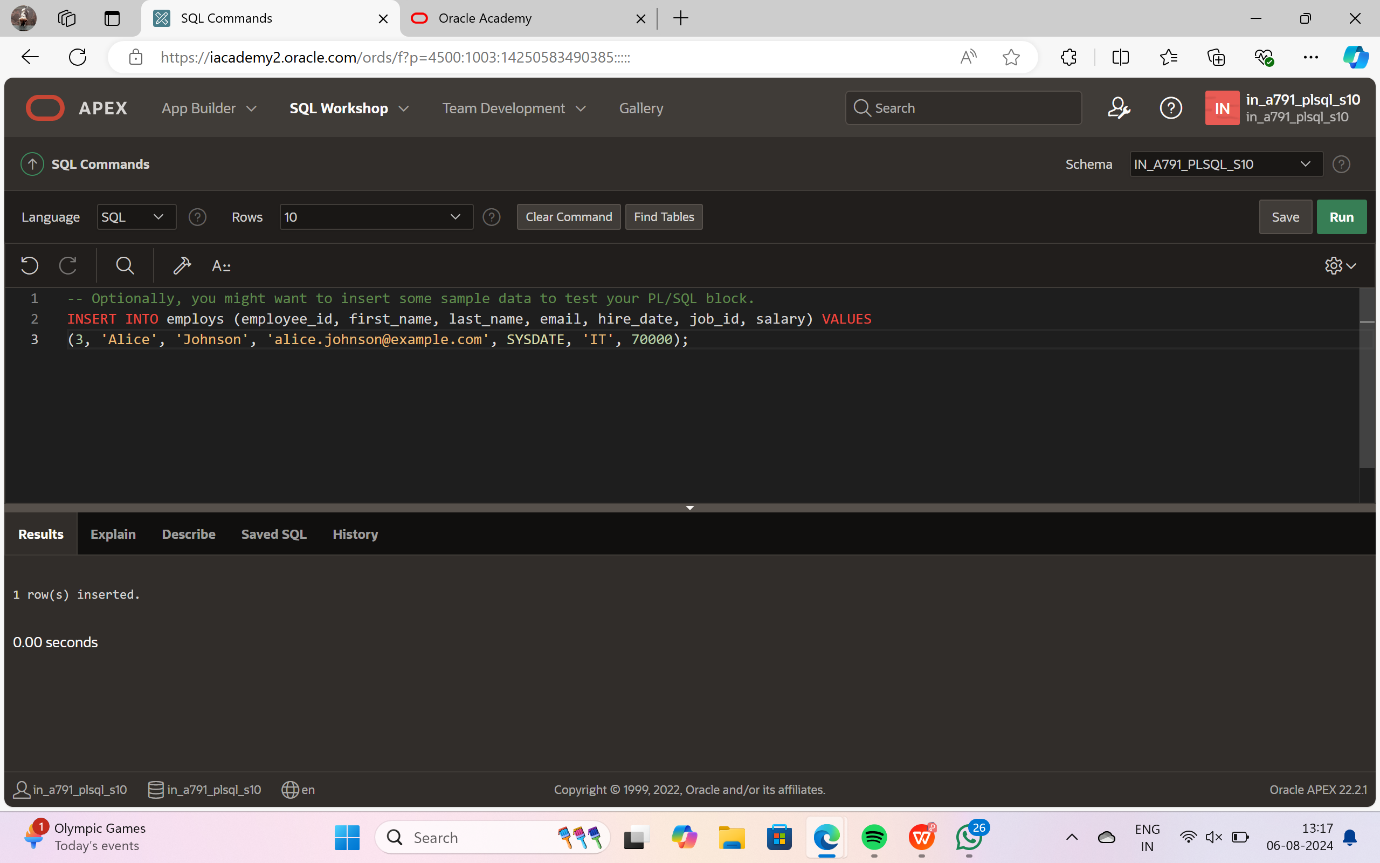 SQL Commands
Oracle Academy
https://iacademy2.oracle.com/ords/f?p=4500:1003:14250583490385:::::
APEX
App Builder
SQL Workshop
Team Development
Gallery
Search
IN
in_a791_plsql_s10
in_a791_plsql_s10
SQL Commands
Schema
IN_A791_PLSQL_S10
Language
SQL
Rows
10
Clear Command
Find Tables
Save
Run
1 -- Optionally, you might want to insert some sample data to test your PL/SQL block.
2 INSERT INTO employs (employee_id, first_name, last_name, email, hire_date, job_id, salary) VALUES
3 (3, 'Alice', 'Johnson', 'alice.johnson@example.com', SYSDATE, 'IT', 70000);
Results
Explain
Describe
Saved SQL
History
1 row(s) inserted.
0.00 seconds
in_a791_plsql_s10
in_a791_plsql_s10
en
Copyright © 1999, 2022, Oracle and/or its affiliates.
Oracle APEX 22.2.1
1
Olympic Games
Today's events
Search
26
ENG
IN
13:17
06-08-2024